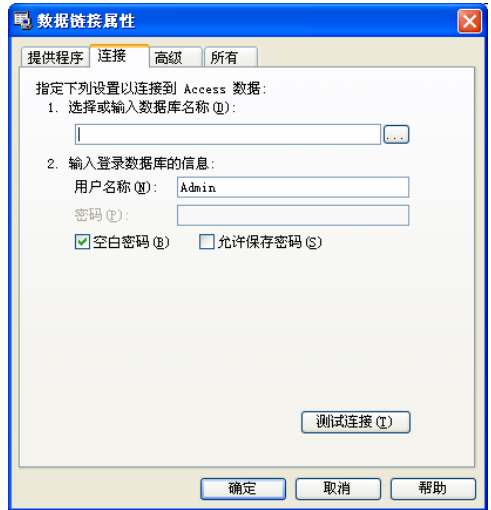 数据链接属性
提供程序 连接 高级 所有
指定下列设置以连接到 Access 数据:
1. 选择或输入数据库名称(D):
...
2. 输入登录数据库的信息:
用户名称(N): Admin
密码(P):
空白密码(B) 允许保存密码(S)
测试连接(T)
确定 取消 帮助